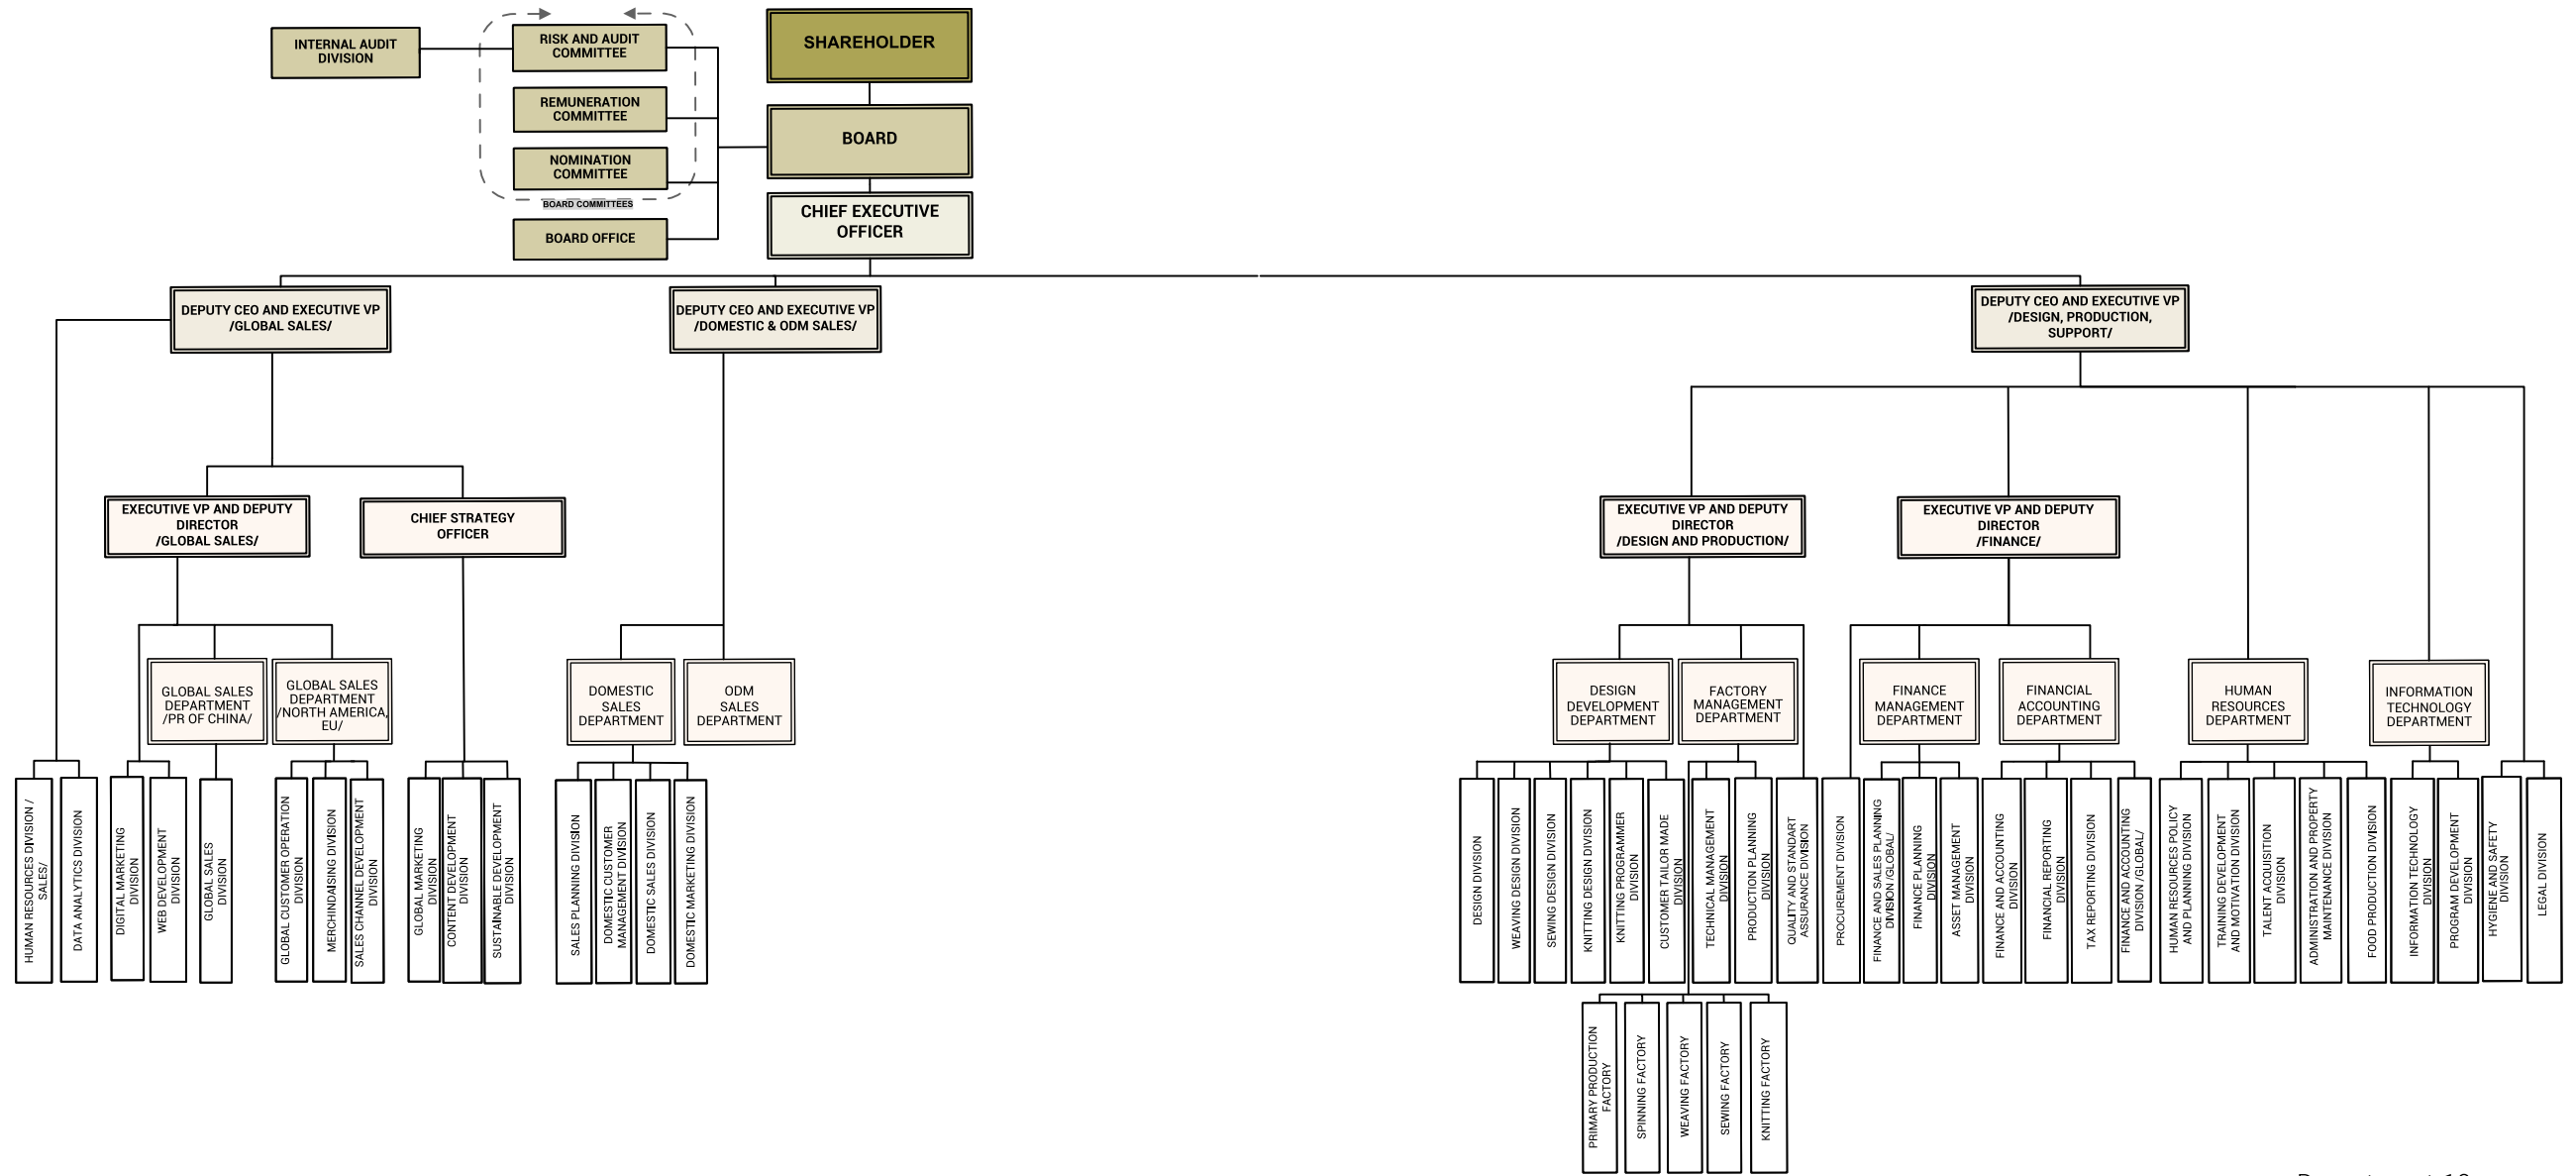 INTERNAL AUDIT
DIVISION
RISK AND AUDIT
COMMITTEE
REMUNERATION
COMMITTEE
NOMINATION
COMMITTEE
BOARD COMMITTEES
BOARD OFFICE
SHAREHOLDER
BOARD
CHIEF EXECUTIVE
OFFICER
DEPUTY CEO AND EXECUTIVE VP
/GLOBAL SALES/
DEPUTY CEO AND EXECUTIVE VP
/DOMESTIC & ODM SALES/
DEPUTY CEO AND EXECUTIVE VP
/DESIGN, PRODUCTION,
SUPPORT/
EXECUTIVE VP AND DEPUTY
DIRECTOR
/GLOBAL SALES/
CHIEF STRATEGY
OFFICER
EXECUTIVE VP AND DEPUTY
DIRECTOR
/DESIGN AND PRODUCTION/
EXECUTIVE VP AND DEPUTY
DIRECTOR
/FINANCE/
GLOBAL SALES
DEPARTMENT
/PR OF CHINA/
GLOBAL SALES
DEPARTMENT
/NORTH AMERICA,
EU/
DOMESTIC
SALES
DEPARTMENT
ODM
SALES
DEPARTMENT
DESIGN
DEVELOPMENT
DEPARTMENT
FACTORY
MANAGEMENT
DEPARTMENT
FINANCE
MANAGEMENT
DEPARTMENT
FINANCIAL
ACCOUNTING
DEPARTMENT
HUMAN
RESOURCES
DEPARTMENT
INFORMATION
TECHNOLOGY
DEPARTMENT
HUMAN RESOURCES DIVISION /
SALES/
DATA ANALYTICS DIVISION
DIGITAL MARKETING
DIVISION
WEB DEVELOPMENT
DIVISION
GLOBAL SALES
DIVISION
GLOBAL CUSTOMER OPERATION
DIVISION
MERCHINDAISING DIVISION
SALES CHANNEL DEVELOPMENT
DIVISION
GLOBAL MARKETING
DIVISION
CONTENT DEVELOPMENT
DIVISION
SUSTAINABLE DEVELOPMENT
DIVISION
SALES PLANNING DIVISION
DOMESTIC CUSTOMER
MANAGEMENT DIVISION
DOMESTIC SALES DIVISION
DOMESTIC MARKETING DIVISION
DESIGN DIVISION
WEAVING DESIGN DIVISION
SEWING DESIGN DIVISION
KNITTING DESIGN DIVISION
KNITTING PROGRAMMER
DIVISION
CUSTOMER TAILOR MADE
DIVISION
TECHNICAL MANAGEMENT
DIVISION
PRODUCTION PLANNING
DIVISION
QUALITY AND STANDART
ASSURANCE DIVISION
PROCUREMENT DIVISION
FINANCE AND SALES PLANNING
DIVISION /GLOBAL/
FINANCE PLANNING
DIVISION
ASSET MANAGEMENT
DIVISION
FINANCE AND ACCOUNTING
DIVISION
FINANCIAL REPORTING
DIVISION
TAX REPORTING DIVISION
FINANCE AND ACCOUNTING
DIVISION /GLOBAL/
HUMAN RESOURCES POLICY
AND PLANNING DIVISION
TRAINING DEVELOPMENT
AND MOTIVATION DIVISION
TALENT ACQUISITION
DIVISION
ADMINISTRATION AND PROPERTY
MAINTENANCE DIVISION
FOOD PRODUCTION DIVISION
INFORMATION TECHNOLOGY
DIVISION
PROGRAM DEVELOPMENT
DIVISION
HYGIENE AND SAFETY
DIVISION
LEGAL DIVISION
PRIMARY PRODUCTION
FACTORY
SPINNING FACTORY
WEAVING FACTORY
SEWING FACTORY
KNITTING FACTORY